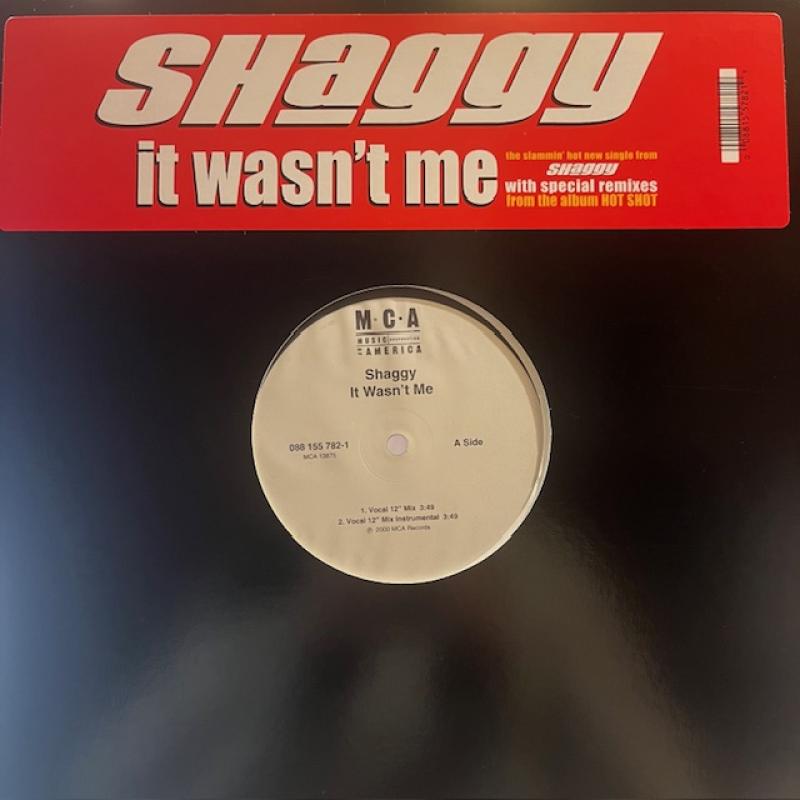 SHaggy
it wasn't me
the slammin' hot new single from
SHaggy
with special remixes
from the album HOT SHOT
M·C·A
MUSIC CORPORATION
OF AMERICA
Shaggy
It Wasn't Me
088 155 782-1
A Side
1. Vocal 12" Mix 3:49
2. Vocal 12" Mix Instrumental 3:49
℗ 2000 MCA Records